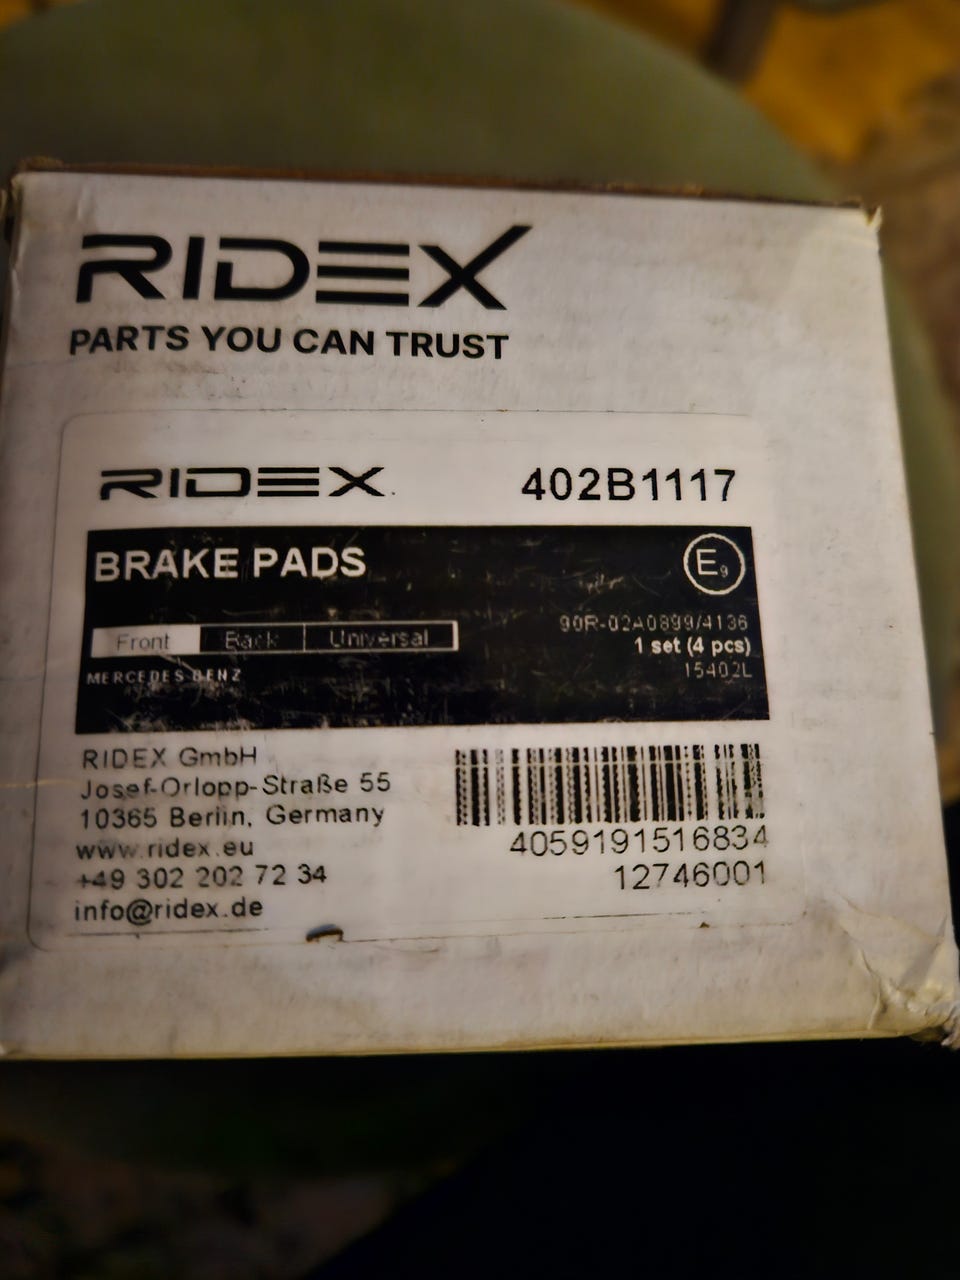 RIDEX
PARTS YOU CAN TRUST
RIDEX 402B1117
BRAKE PADS E9
Front Back Universal
90R-02A0899/4136
1 set (4 pcs)
MERCEDES BENZ 15402L
RIDEX GmbH
Josef-Orlopp-Straße 55
10365 Berlin, Germany
www.ridex.eu
+49 302 202 72 34
info@ridex.de
4059191516834
12746001